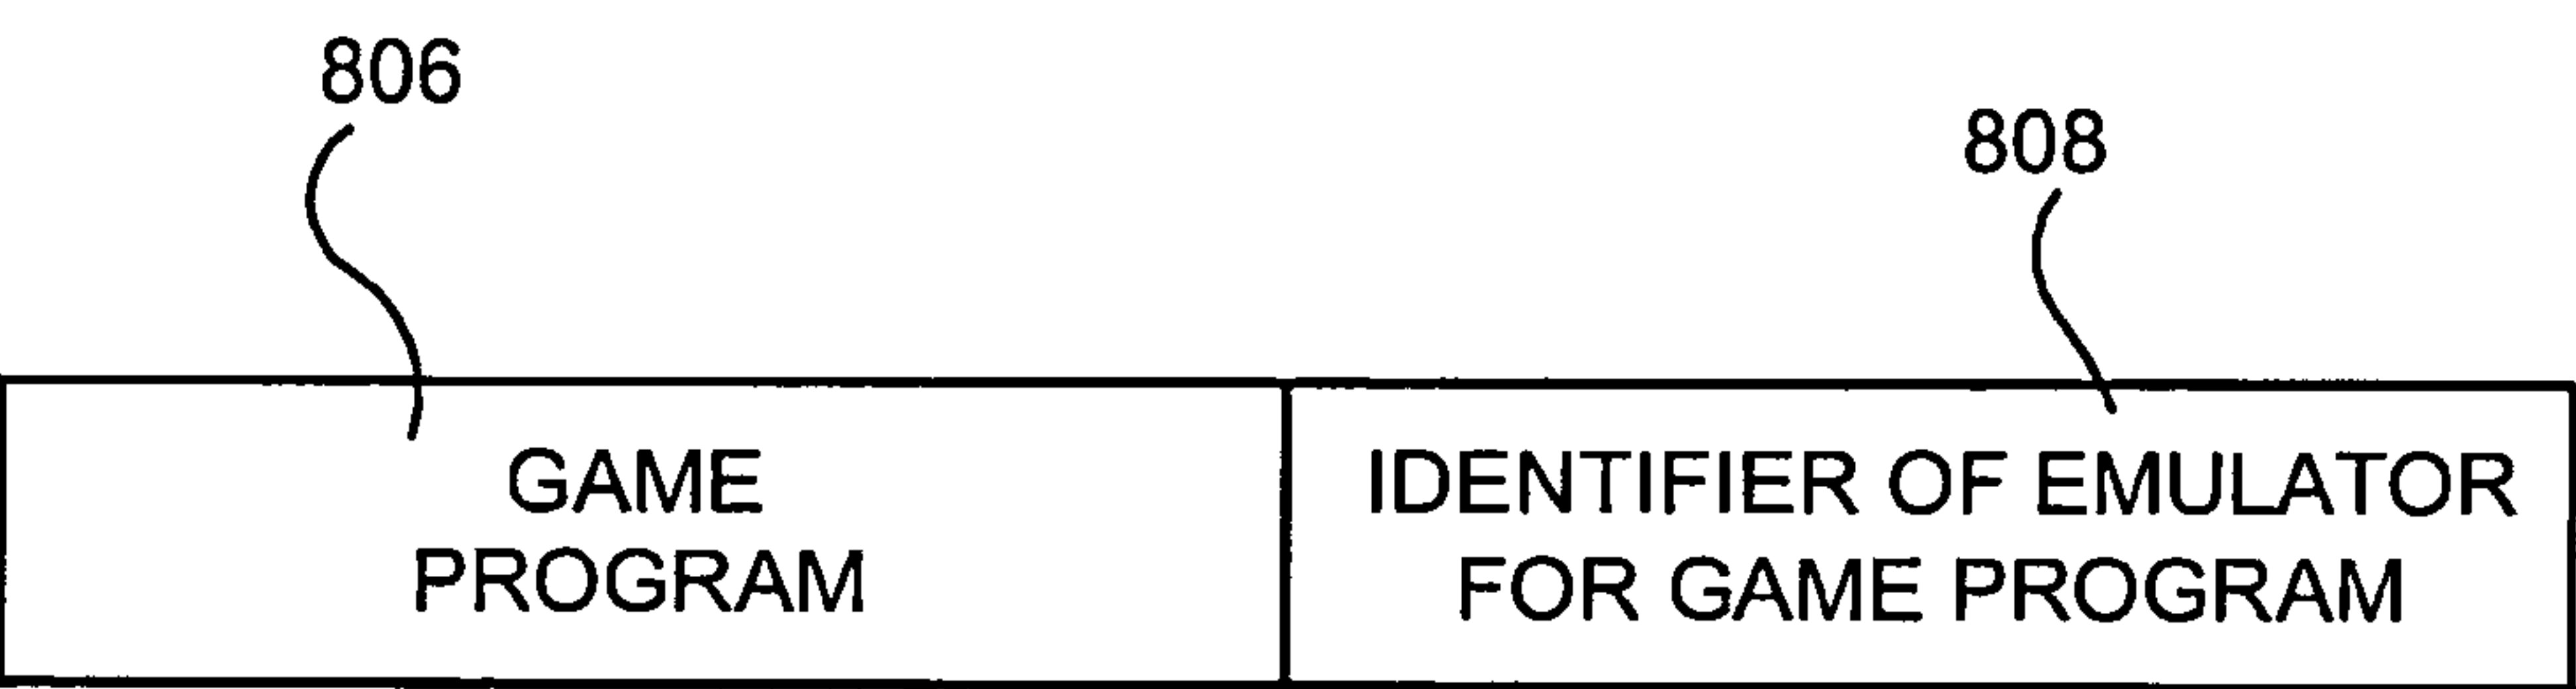 806
808
GAME
PROGRAM
IDENTIFIER OF EMULATOR
FOR GAME PROGRAM